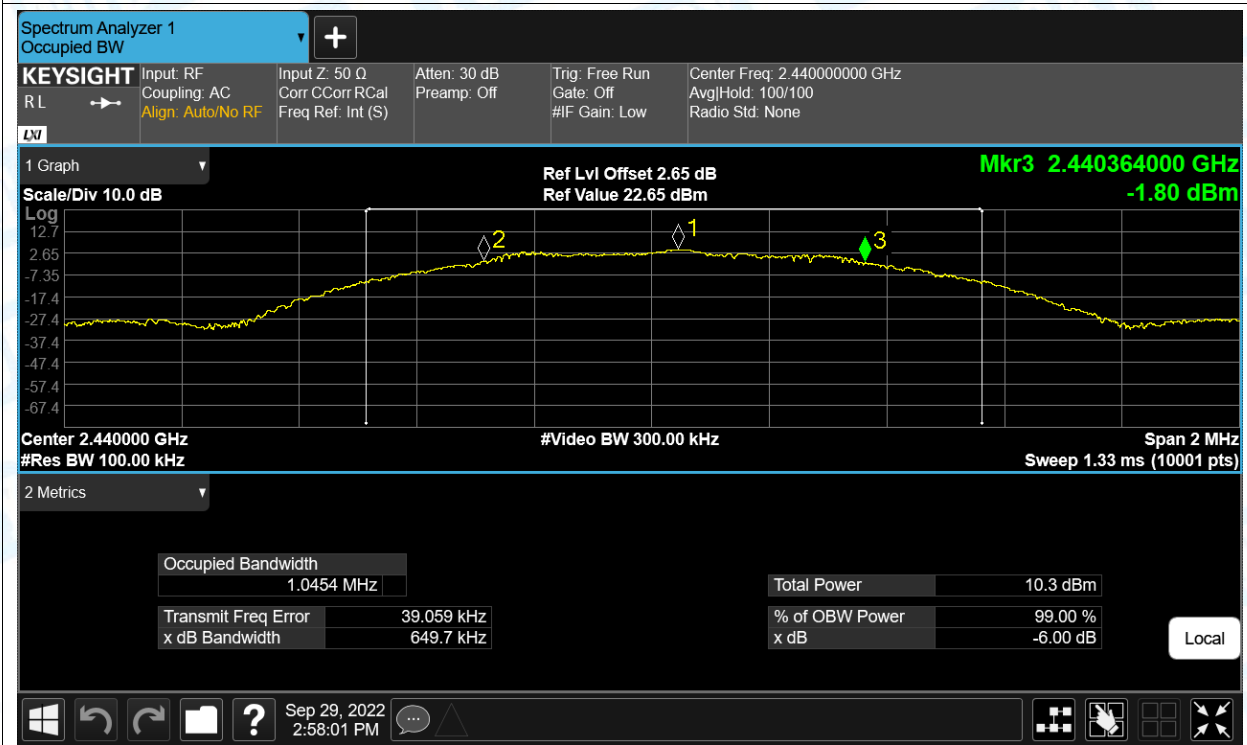 Spectrum Analyzer 1
Occupied BW
+
KEYSIGHT
R L
LXI
Input: RF
Coupling: AC
Align: Auto/No RF
Input Z: 50 Ω
Corr CCorr RCal
Freq Ref: Int (S)
Atten: 30 dB
Preamp: Off
Trig: Free Run
Gate: Off
#IF Gain: Low
Center Freq: 2.440000000 GHz
Avg|Hold: 100/100
Radio Std: None
1 Graph
Scale/Div 10.0 dB
Ref Lvl Offset 2.65 dB
Ref Value 22.65 dBm
Mkr3 2.440364000 GHz
-1.80 dBm
Log
12.7
2.65
-7.35
-17.4
-27.4
-37.4
-47.4
-57.4
-67.4
2
1
3
Center 2.440000 GHz
#Res BW 100.00 kHz
#Video BW 300.00 kHz
Span 2 MHz
Sweep 1.33 ms (10001 pts)
2 Metrics
Occupied Bandwidth
1.0454 MHz
Transmit Freq Error 39.059 kHz
x dB Bandwidth 649.7 kHz
Total Power 10.3 dBm
% of OBW Power 99.00 %
x dB -6.00 dB
Local
?
Sep 29, 2022
2:58:01 PM